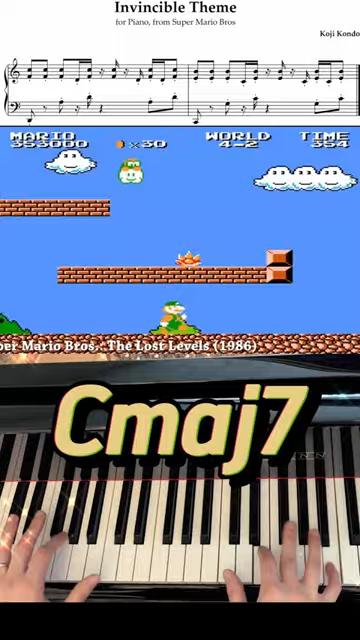 Invincible Theme
for Piano, from Super Mario Bros
Koji Kondo
MARIO WORLD TIME
353000 ×30 4-2 354
per Mario Bros.: The Lost Levels (1986)
Cmaj7